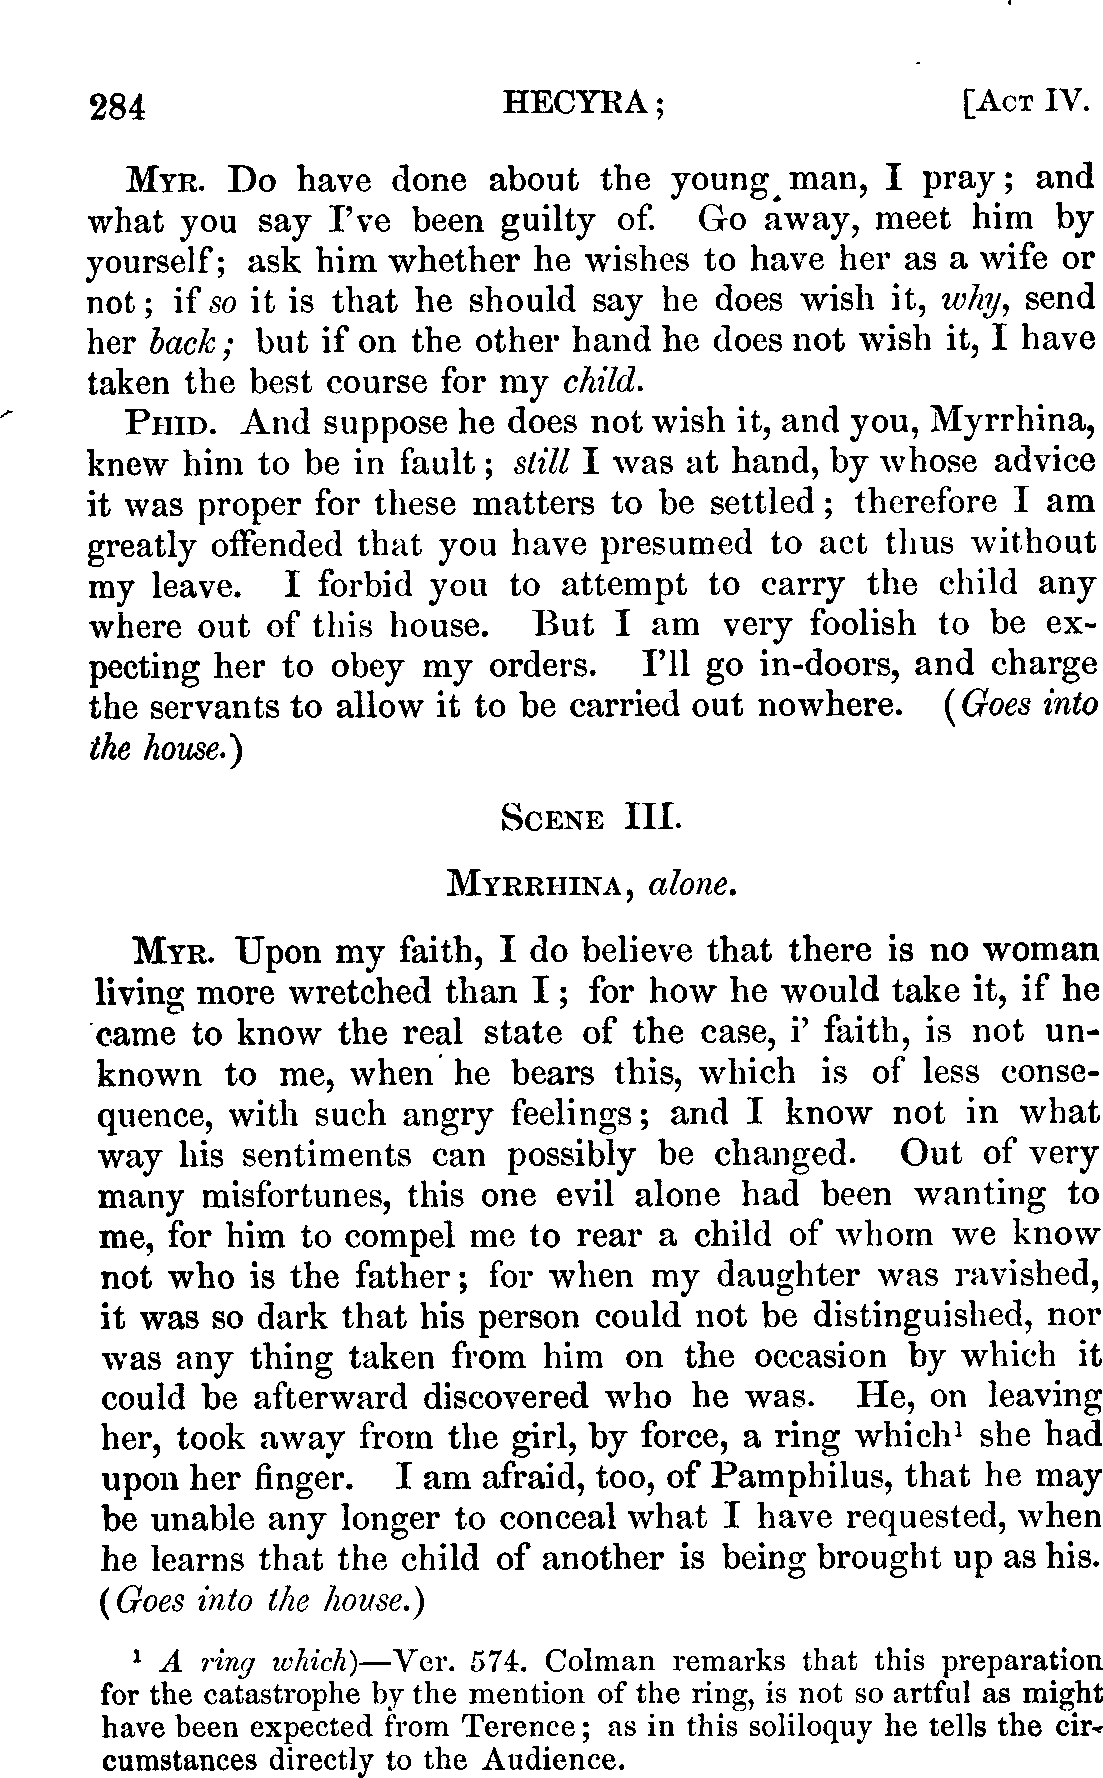 284 HECYRA; [ACT IV.
MYR. Do have done about the young man, I pray; and
what you say I've been guilty of. Go away, meet him by
yourself; ask him whether he wishes to have her as a wife or
not; if so it is that he should say he does wish it, why, send
her back; but if on the other hand he does not wish it, I have
taken the best course for my child.
PHID. And suppose he does not wish it, and you, Myrrhina,
knew him to be in fault; still I was at hand, by whose advice
it was proper for these matters to be settled; therefore I am
greatly offended that you have presumed to act thus without
my leave. I forbid you to attempt to carry the child any
where out of this house. But I am very foolish to be ex-
pecting her to obey my orders. I'll go in-doors, and charge
the servants to allow it to be carried out nowhere. (Goes into
the house.)
SCENE III.
MYRRHINA, alone.
MYR. Upon my faith, I do believe that there is no woman
living more wretched than I; for how he would take it, if he
came to know the real state of the case, i' faith, is not un-
known to me, when he bears this, which is of less conse-
quence, with such angry feelings; and I know not in what
way his sentiments can possibly be changed. Out of very
many misfortunes, this one evil alone had been wanting to
me, for him to compel me to rear a child of whom we know
not who is the father; for when my daughter was ravished,
it was so dark that his person could not be distinguished, nor
was any thing taken from him on the occasion by which it
could be afterward discovered who he was. He, on leaving
her, took away from the girl, by force, a ring which¹ she had
upon her finger. I am afraid, too, of Pamphilus, that he may
be unable any longer to conceal what I have requested, when
he learns that the child of another is being brought up as his.
(Goes into the house.)
¹ A ring which)—Ver. 574. Colman remarks that this preparation
for the catastrophe by the mention of the ring, is not so artful as might
have been expected from Terence; as in this soliloquy he tells the cir-
cumstances directly to the Audience.